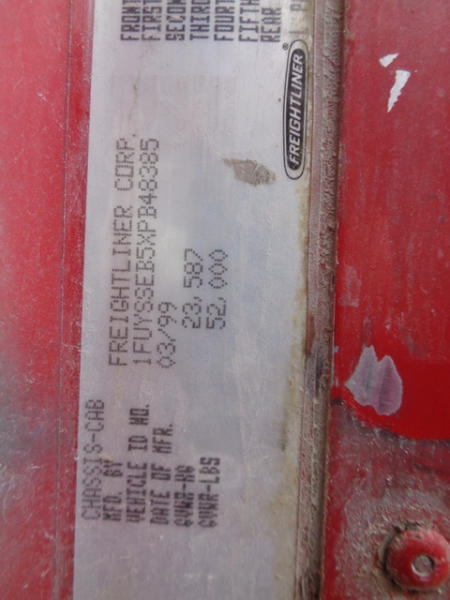 CHASSIS-CAB
MFD. BY FREIGHTLINER CORP.
VEHICLE ID NO. 1FUYSSEB5XPB48385
DATE OF MFR. 03/99
GVWR-KG 23,587
GVWR-LBS 52,000
FRONT
FIRST
SECON
THIRD
FOURT
FIFTH
REAR
FREIGHTLINER